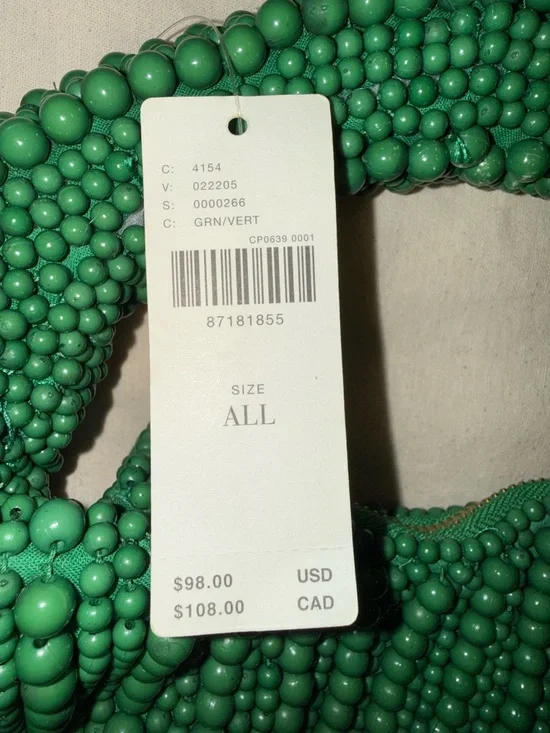 C: 4154
V: 022205
S: 0000266
C: GRN/VERT
CP0639 0001
87181855
SIZE
ALL
$98.00 USD
$108.00 CAD